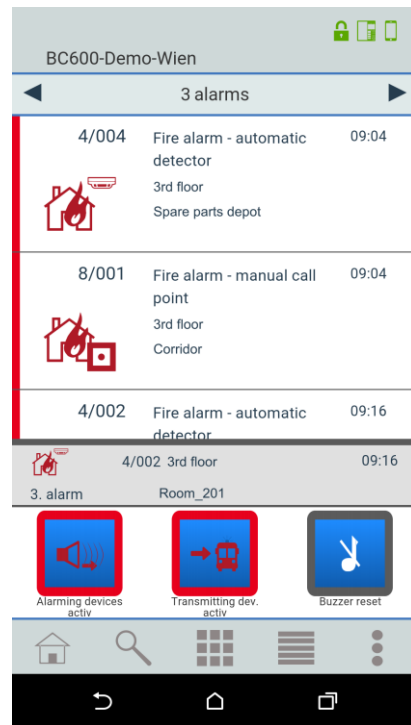 BC600-Demo-Wien
3 alarms
4/004 Fire alarm - automatic 09:04
detector
3rd floor
Spare parts depot
8/001 Fire alarm - manual call 09:04
point
3rd floor
Corridor
4/002 Fire alarm - automatic 09:16
detector
4/002 3rd floor 09:16
3. alarm Room_201
Alarming devices
activ
Transmitting dev.
activ
Buzzer reset